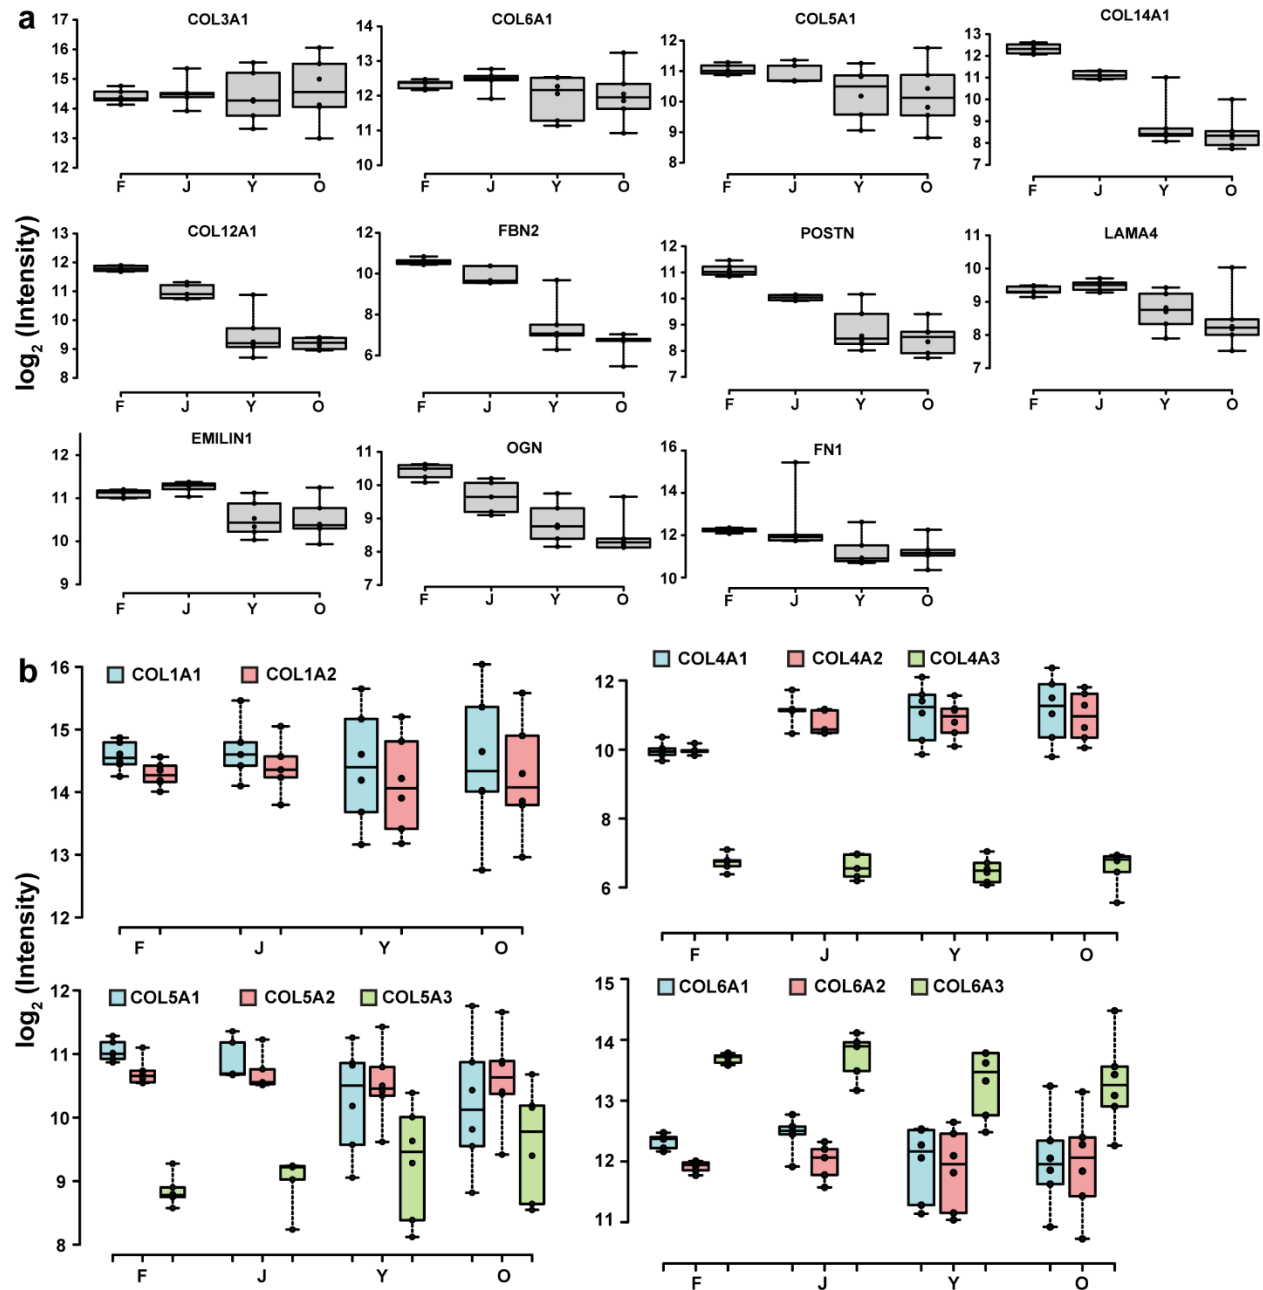 a
COL3A1 COL6A1 COL5A1 COL14A1
17 16 15 14 13 12
14 13 12 11 10
12 11 10 9 8
13 12 11 10 9 8 7
F J Y O F J Y O F J Y O F J Y O
COL12A1 FBN2 POSTN LAMA4
13 12 11 10 9 8
12 10 8 6
12 11 10 9 8 7
11 10 9 8 7
F J Y O F J Y O F J Y O F J Y O
log2 (Intensity)
EMILIN1 OGN FN1
12 11 10 9
11 10 9 8 7
16 14 12 10
F J Y O F J Y O F J Y O
b
COL1A1 COL1A2
16 15 14 13 12
F J Y O
COL4A1 COL4A2 COL4A3
12 10 8 6
F J Y O
log2 (Intensity)
COL5A1 COL5A2 COL5A3
12 11 10 9 8
F J Y O
COL6A1 COL6A2 COL6A3
15 14 13 12 11
F J Y O